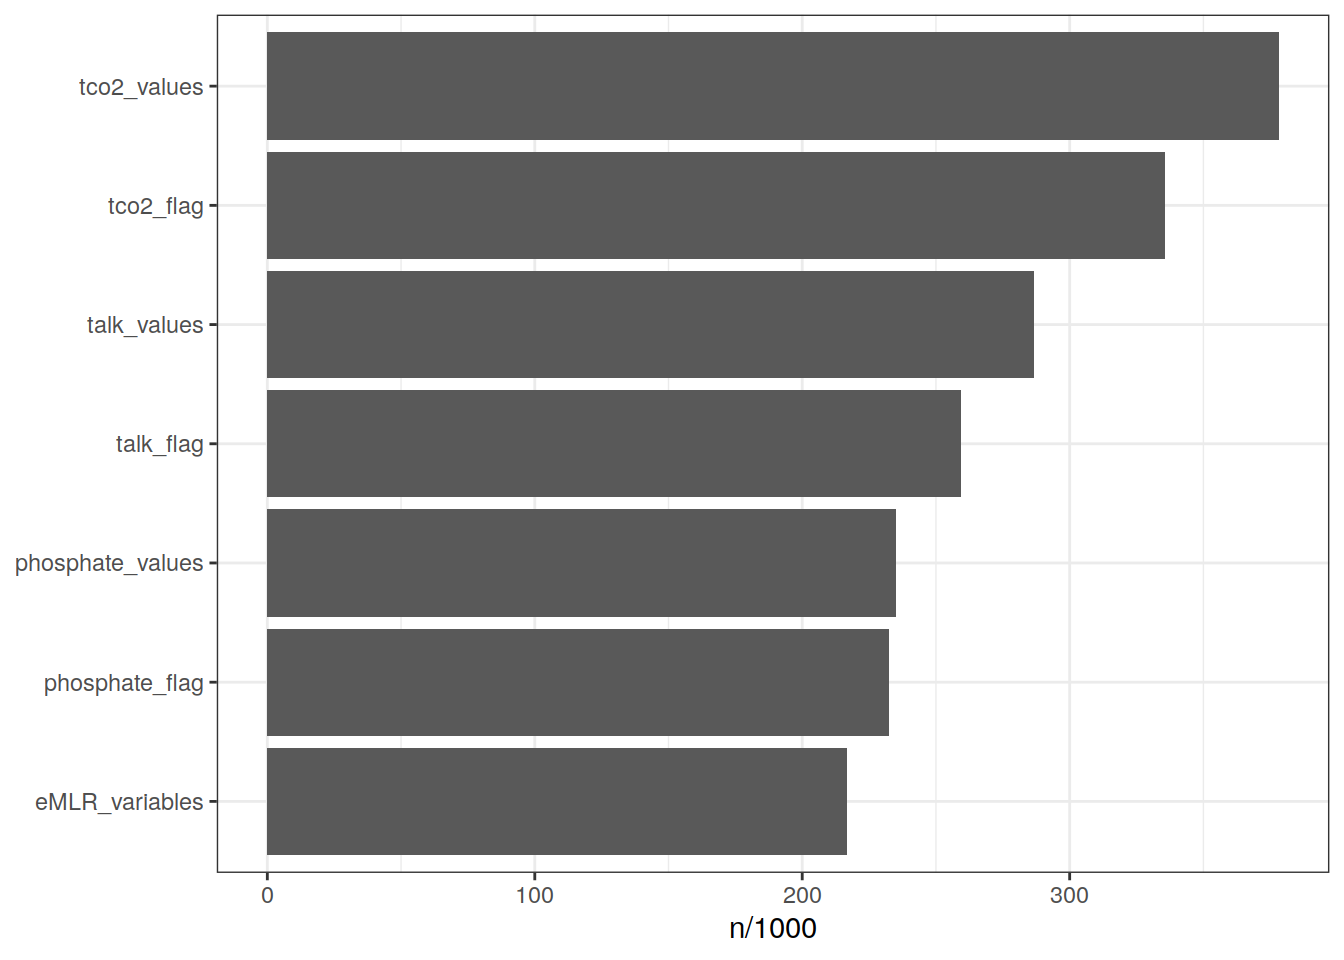 tco2_values
tco2_flag
talk_values
talk_flag
phosphate_values
phosphate_flag
eMLR_variables
0 100 200 300
n/1000